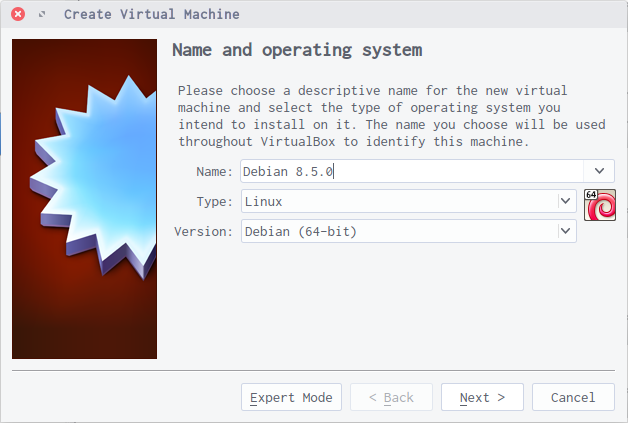 Create Virtual Machine
Name and operating system
Please choose a descriptive name for the new virtual
machine and select the type of operating system you
intend to install on it. The name you choose will be used
throughout VirtualBox to identify this machine.
Name: Debian 8.5.0
Type: Linux
64
Version: Debian (64-bit)
Expert Mode < Back Next > Cancel